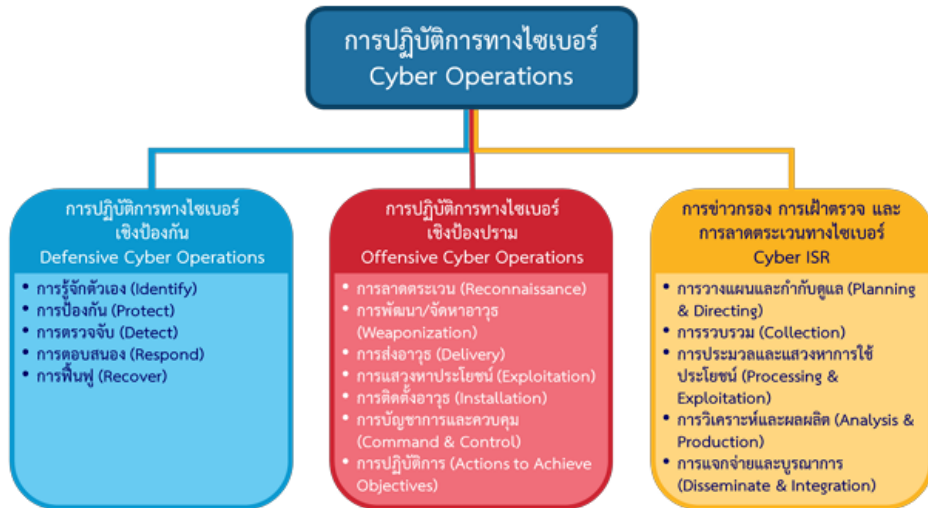 การปฏิบัติการทางไซเบอร์
Cyber Operations
การปฏิบัติการทางไซเบอร์
เชิงป้องกัน
Defensive Cyber Operations
• การรู้จักตัวเอง (Identify)
• การป้องกัน (Protect)
• การตรวจจับ (Detect)
• การตอบสนอง (Respond)
• การฟื้นฟู (Recover)
การปฏิบัติการทางไซเบอร์
เชิงป้องปราม
Offensive Cyber Operations
• การลาดตระเวน (Reconnaissance)
• การพัฒนา/จัดหาอาวุธ
(Weaponization)
• การส่งอาวุธ (Delivery)
• การแสวงหาประโยชน์ (Exploitation)
• การติดตั้งอาวุธ (Installation)
• การบัญชาการและควบคุม
(Command & Control)
• การปฏิบัติการ (Actions to Achieve
Objectives)
การข่าวกรอง การเฝ้าตรวจ และ
การลาดตระเวนทางไซเบอร์
Cyber ISR
• การวางแผนและกำกับดูแล (Planning
& Directing)
• การรวบรวม (Collection)
• การประมวลและแสวงหาการใช้
ประโยชน์ (Processing &
Exploitation)
• การวิเคราะห์และผลผลิต (Analysis &
Production)
• การแจกจ่ายและบูรณาการ
(Disseminate & Integration)